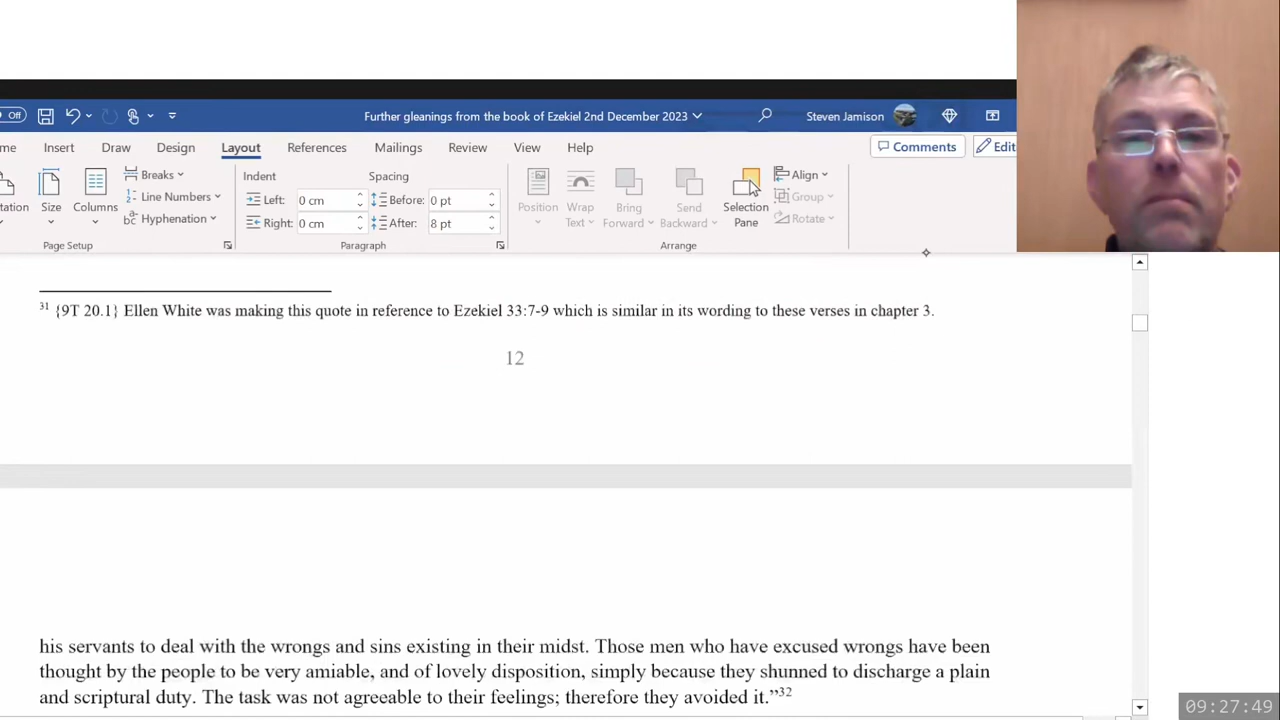 Off
Further gleanings from the book of Ezekiel 2nd December 2023
Steven Jamison
Insert Draw Design Layout References Mailings Review View Help
Comments
Size
Columns
Breaks
Line Numbers
Hyphenation
Page Setup
Indent
Left: 0 cm
Right: 0 cm
Spacing
Before: 0 pt
After: 8 pt
Paragraph
Position
Wrap
Text
Bring
Forward
Send
Backward
Selection
Pane
Align
Group
Rotate
Arrange
31 {9T 20.1} Ellen White was making this quote in reference to Ezekiel 33:7-9 which is similar in its wording to these verses in chapter 3.
12
his servants to deal with the wrongs and sins existing in their midst. Those men who have excused wrongs have been
thought by the people to be very amiable, and of lovely disposition, simply because they shunned to discharge a plain
and scriptural duty. The task was not agreeable to their feelings; therefore they avoided it.”32
09:27:49